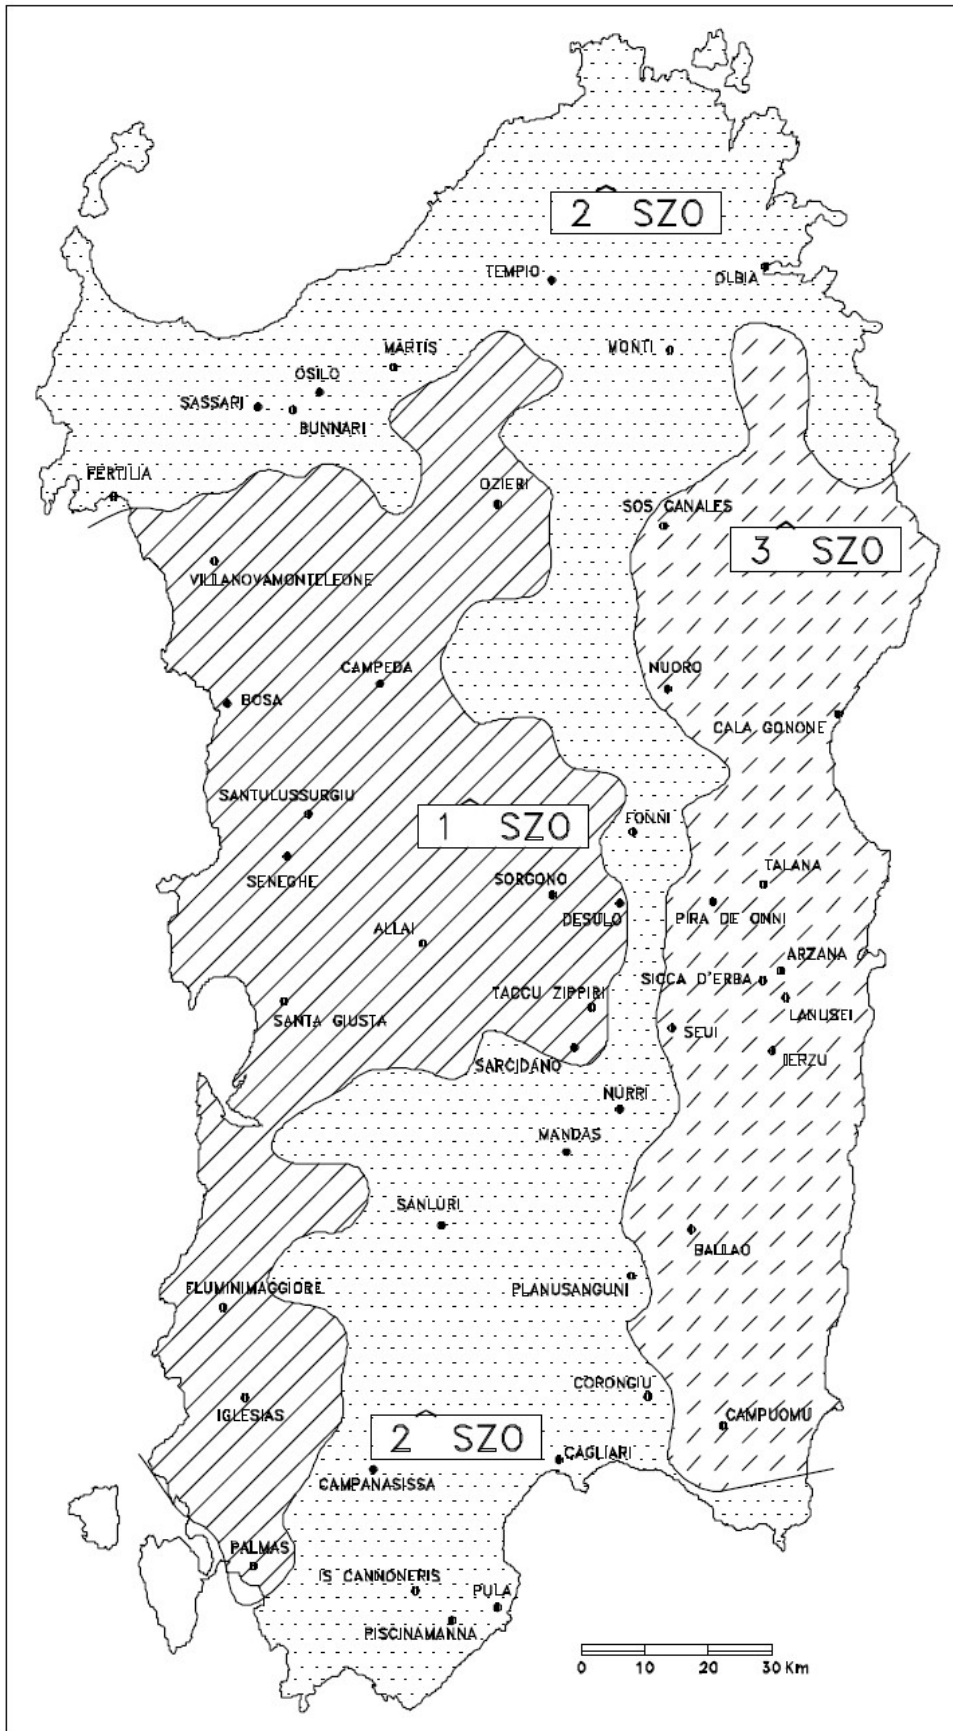 2^ SZO
TEMPIO
OLBIA
MARTIS
MONTI
OSILO
SASSARI
BUNNARI
FERTILIA
OZIERI
SOS CANALES
3^ SZO
VILLANOVAMONTELEONE
CAMPEDA
NUORO
BOSA
CALA GONONE
SANTULUSSURGIU
1^ SZO
FONNI
SENEGHE
TALANA
SORGONO
DESULO
PIRA DE ONNI
ALLAI
ARZANA
SICCA D'ERBA
TACCU ZIPPIRI
SANTA GIUSTA
LANUSEI
SEUI
JERZU
SARCIDANO
NURRI
MANDAS
SANLURI
BALLAO
FLUMINIMAGGIORE
PLANUSANGUNI
CORONGIU
IGLESIAS
CAMPUOMU
2^ SZO
CAGLIARI
CAMPANASISSA
PALMAS
IS CANNONERIS
PULA
PISCINAMANNA
0 10 20 30 Km